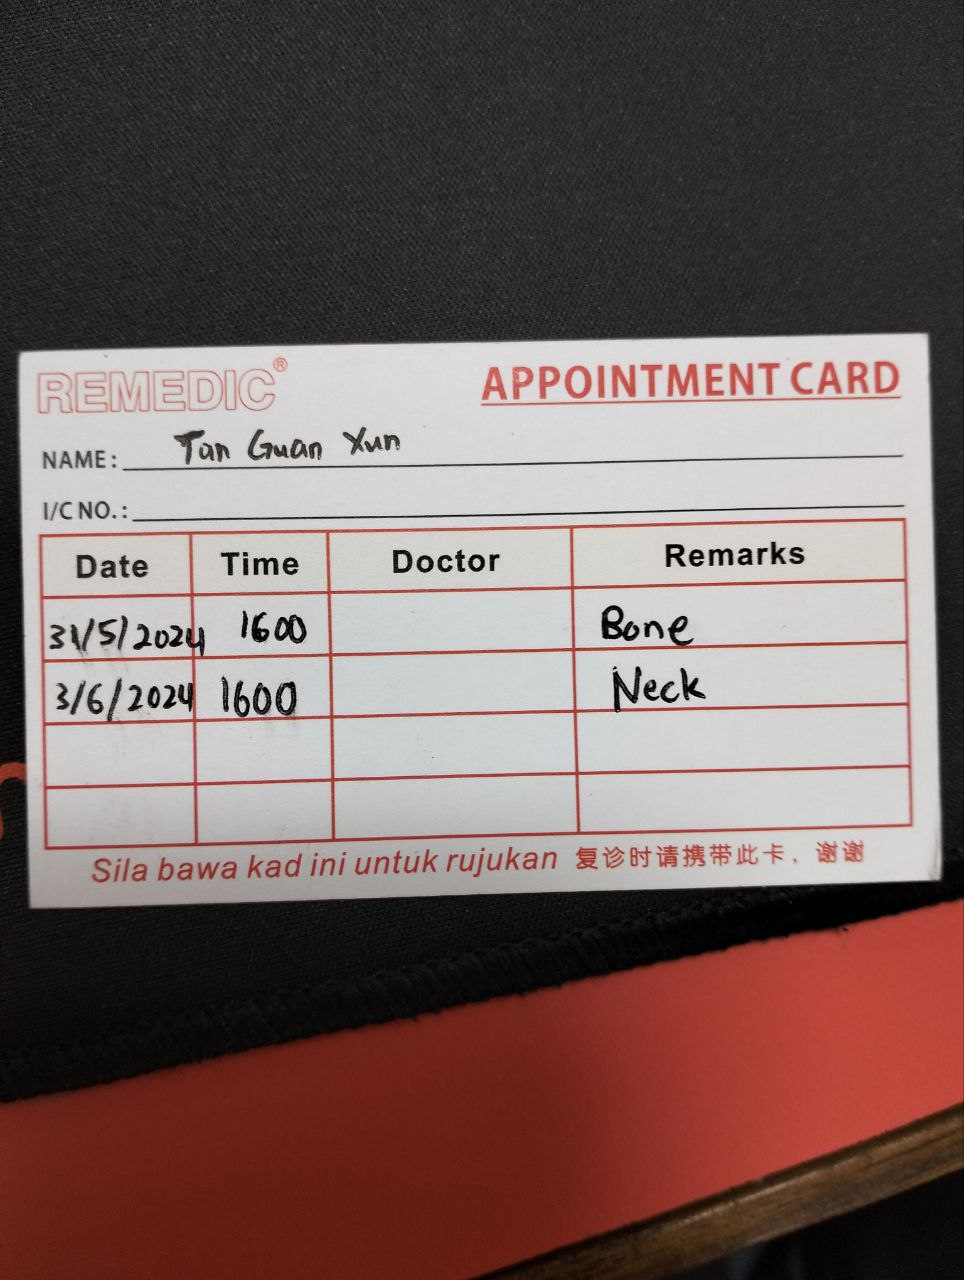 REMEDIC® APPOINTMENT CARD
NAME: Tan Guan Xun
I/C NO.:
Date Time Doctor Remarks
31/5/2024 1600 Bone
3/6/2024 1600 Neck
Sila bawa kad ini untuk rujukan 复诊时请携带此卡，谢谢